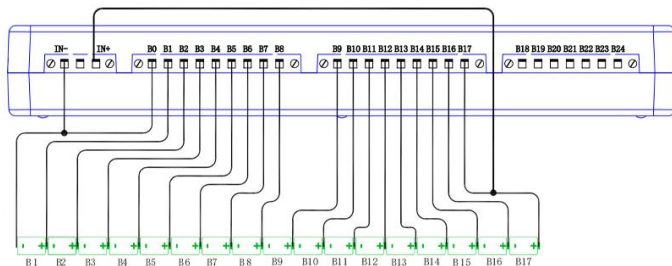 IN- IN+ B0 B1 B2 B3 B4 B5 B6 B7 B8 B9 B10 B11 B12 B13 B14 B15 B16 B17 B18 B19 B20 B21 B22 B23 B24
- + - + - + - + - + - + - + - + - + - + - + - + - + - + - + - + - +
B1 B2 B3 B4 B5 B6 B7 B8 B9 B10 B11 B12 B13 B14 B15 B16 B17